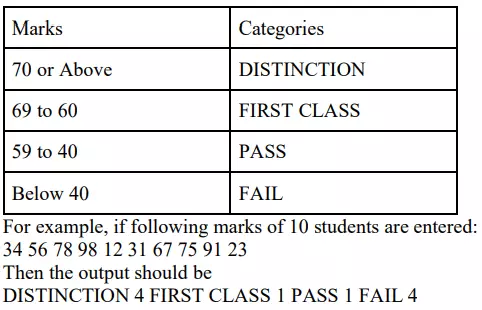 Marks Categories
70 or Above DISTINCTION
69 to 60 FIRST CLASS
59 to 40 PASS
Below 40 FAIL
For example, if following marks of 10 students are entered:
34 56 78 98 12 31 67 75 91 23
Then the output should be
DISTINCTION 4 FIRST CLASS 1 PASS 1 FAIL 4